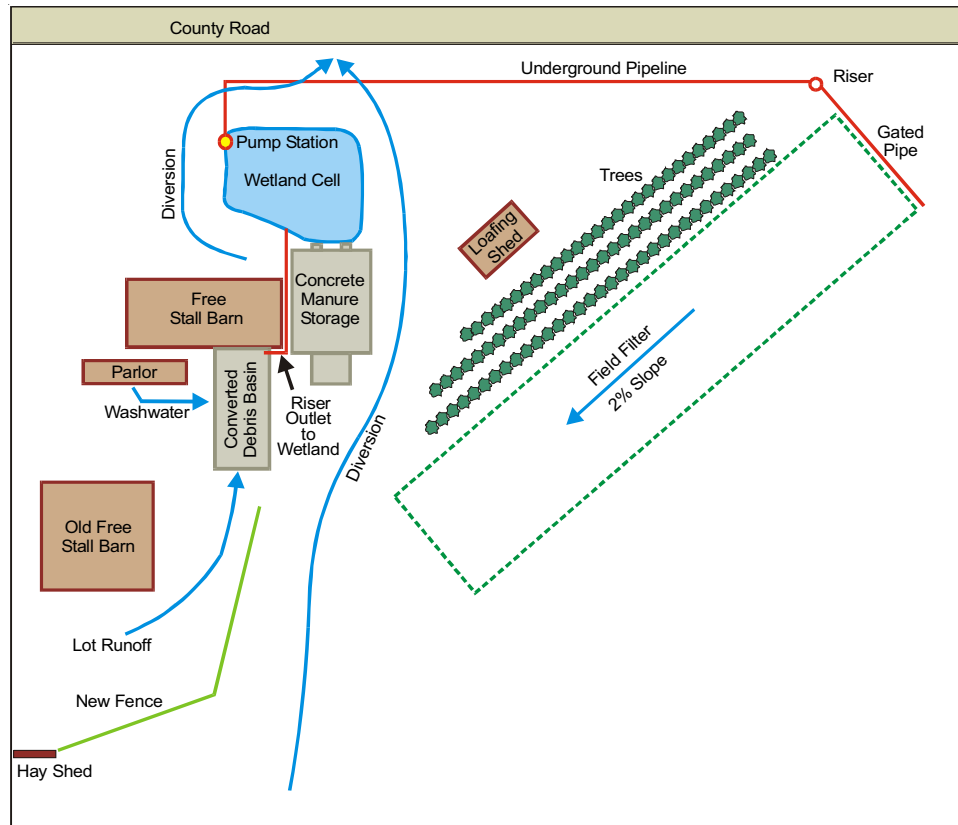 County Road
Underground Pipeline
Riser
Gated
Pipe
Pump Station
Diversion
Wetland Cell
Trees
Loafing
Shed
Concrete
Manure
Storage
Free
Stall Barn
Parlor
Washwater
Converted
Debris Basin
Riser
Outlet
to
Wetland
Diversion
Field Filter
2% Slope
Old Free
Stall Barn
Lot Runoff
New Fence
Hay Shed